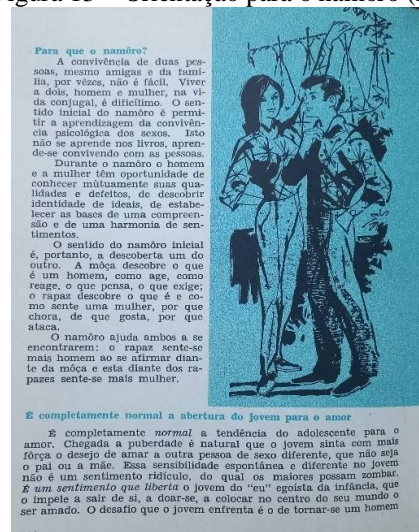 Figura 15 – Orientação para o namoro (
Para que o namôro?
A convivência de duas pes-
soas, mesmo amigas e da famí-
lia, por vêzes, não é fácil. Viver
a dois, homem e mulher, na vi-
da conjugal, é dificílimo. O sen-
tido inicial do namôro é permi-
tir a aprendizagem da convivên-
cia psicológica dos sexos. Isto
não se aprende nos livros, apren-
de-se convivendo com as pessoas.
Durante o namôro o homem
e a mulher têm oportunidade de
conhecer mùtuamente suas qua-
lidades e defeitos, de descobrir
identidade de ideais, de estabe-
lecer as bases de uma compreen-
são e de uma harmonia de sen-
timentos.
O sentido do namôro inicial
é, portanto, a descoberta um do
outro. A môça descobre o que
é um homem, como age, como
reage, o que pensa, o que exige;
o rapaz descobre o que é e co-
mo sente uma mulher, por que
chora, de que gosta, por que
ataca.
O namôro ajuda ambos a se
encontrarem: o rapaz sente-se
mais homem ao se afirmar dian-
te da môça e esta diante dos ra-
pazes sente-se mais mulher.
É completamente normal a abertura do jovem para o amor
É completamente normal a tendência do adolescente para o
amor. Chegada a puberdade é natural que o jovem sinta com mais
fôrça o desejo de amar a outra pessoa de sexo diferente, que não seja
o pai ou a mãe. Essa sensibilidade espontânea e diferente no jovem
não é um sentimento ridículo, do qual os maiores possam zombar.
É um sentimento que liberta o jovem do "eu" egoísta da infância, que
o impele a sair de si, a doar-se, a colocar no centro do seu mundo o
ser amado. O desafio que o jovem enfrenta é o de tornar-se um homem